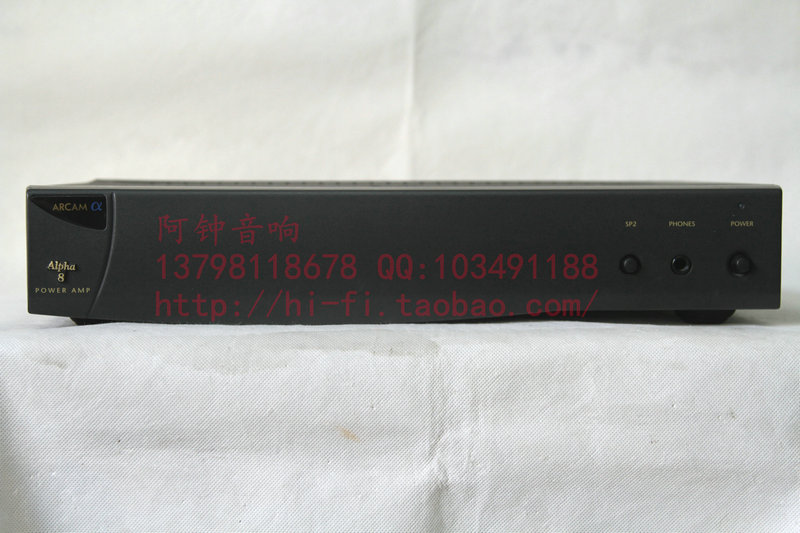 ARCAM α
Alpha
8
POWER AMP
阿钟音响
13798118678 QQ:103491188
http://hi-fi.taobao.com/
SP2
PHONES
POWER